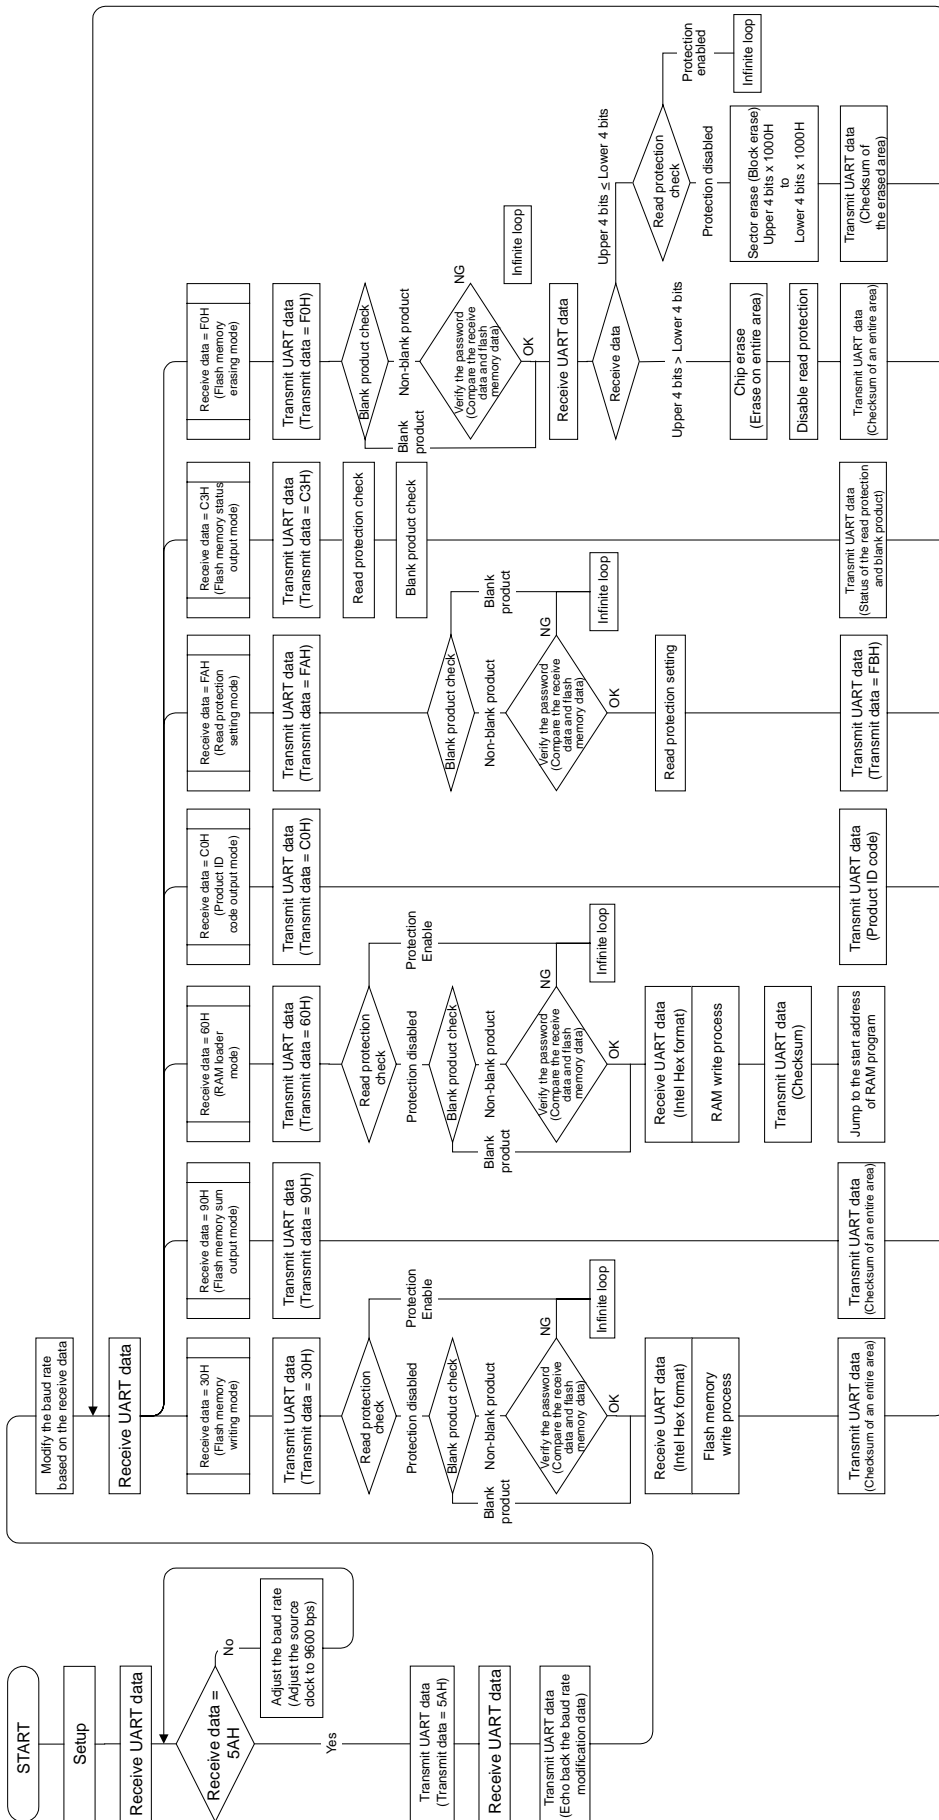 START
Setup
Receive UART data
Receive data =
5AH
No
Adjust the baud rate
(Adjust the source
clock to 9600 bps)
Yes
Transmit UART data
(Transmit data = 5AH)
Receive UART data
Transmit UART data
(Echo back the baud rate
modification data)
Modify the baud rate
based on the receive data
Receive UART data
Receive data = 30H
(Flash memory
writing mode)
Transmit UART data
(Transmit data = 30H)
Read protection
check
Protection
Enable
Protection disabled
Blank product check
Blank
product
Non-blank product
Verify the password
(Compare the receive
data and flash
memory data)
NG
Infinite loop
OK
Receive UART data
(Intel Hex format)
Flash memory
write process
Transmit UART data
(Checksum of an entire area)
Receive data = 90H
(Flash memory sum
output mode)
Transmit UART data
(Transmit data = 90H)
Transmit UART data
(Checksum of an entire area)
Receive data = 60H
(RAM loader
mode)
Transmit UART data
(Transmit data = 60H)
Read protection
check
Protection
Enable
Protection disabled
Blank product check
Blank
product
Non-blank product
Verify the password
(Compare the receive
data and flash
memory data)
NG
Infinite loop
OK
Receive UART data
(Intel Hex format)
RAM write process
Transmit UART data
(Checksum)
Jump to the start address
of RAM program
Receive data = C0H
(Product ID
code output mode)
Transmit UART data
(Transmit data = C0H)
Transmit UART data
(Product ID code)
Receive data = FAH
(Read protection
setting mode)
Transmit UART data
(Transmit data = FAH)
Blank product check
Blank
product
Non-blank product
Verify the password
(Compare the receive
data and flash
memory data)
NG
Infinite loop
OK
Read protection setting
Transmit UART data
(Transmit data = FBH)
Receive data = C3H
(Flash memory status
output mode)
Transmit UART data
(Transmit data = C3H)
Read protection check
Blank product check
Transmit UART data
(Status of the read protection
and blank product)
Receive data = F0H
(Flash memory
erasing mode)
Transmit UART data
(Transmit data = F0H)
Blank product check
Blank
product
Non-blank product
Verify the password
(Compare the receive
data and flash
memory data)
NG
Infinite loop
OK
Receive UART data
Receive data
Upper 4 bits > Lower 4 bits
Upper 4 bits ≤ Lower 4 bits
Chip erase
(Erase on entire area)
Disable read protection
Transmit UART data
(Checksum of an entire area)
Read protection
check
Protection
enabled
Infinite loop
Protection disabled
Sector erase (Block erase)
Upper 4 bits x 1000H
to
Lower 4 bits x 1000H
Transmit UART data
(Checksum of
the erased area)